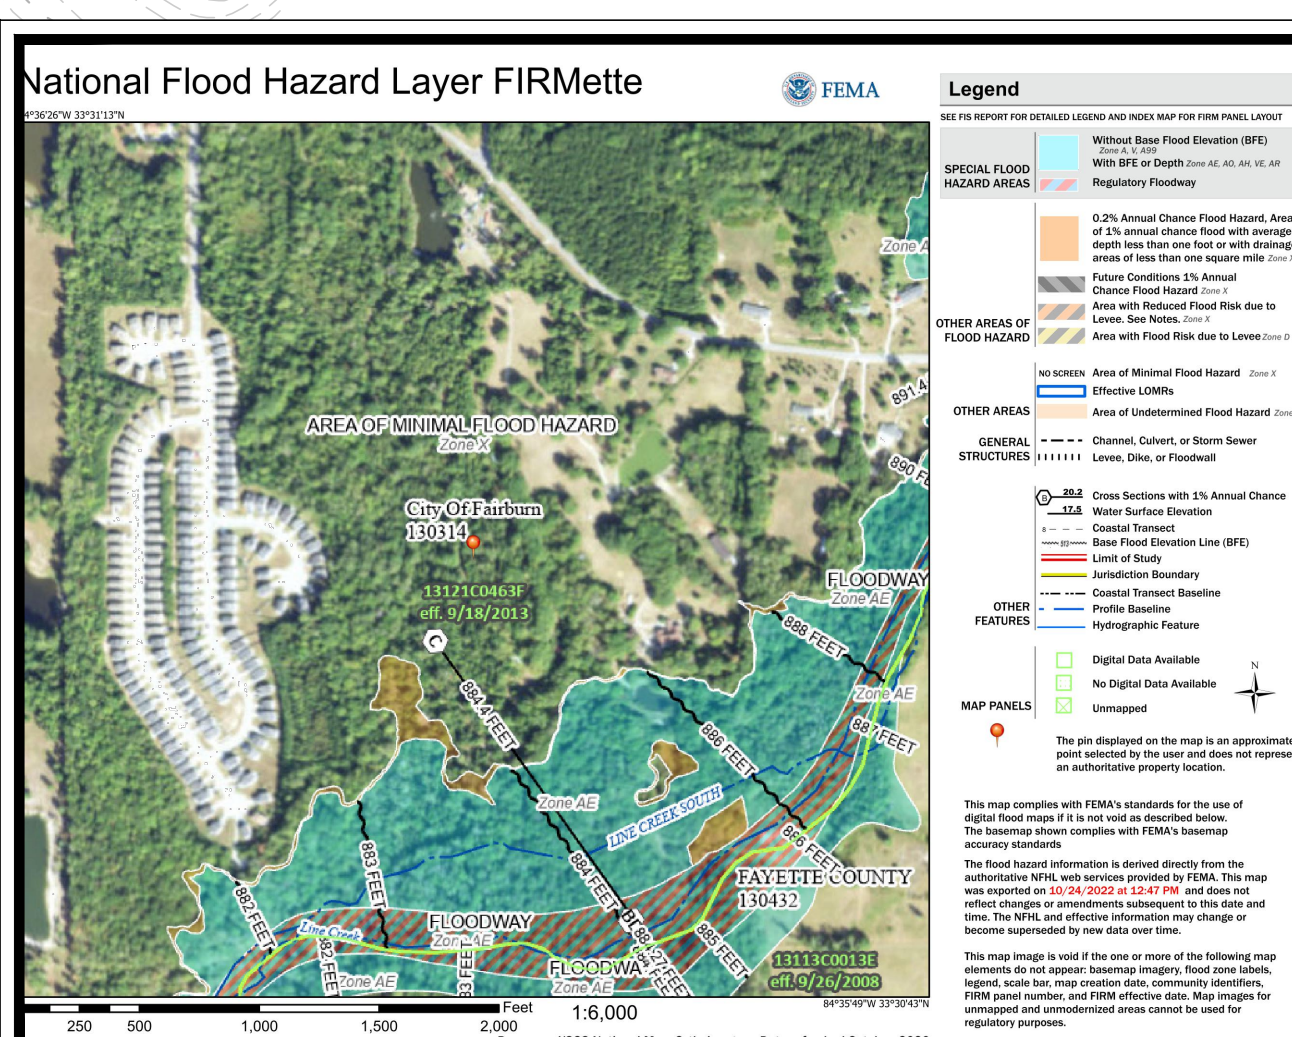 National Flood Hazard Layer FIRMette
FEMA
4°36'26"W 33°31'13"N
Zone A
891.4
890 FE
AREA OF MINIMAL FLOOD HAZARD
Zone X
City Of Fairburn
130314
13121C0463F
eff. 9/18/2013
C
FLOODWAY
Zone AE
888 FEET
Zone AE
887 FEET
884.4 FEET
886 FEET
Zone AE
LINE CREEK SOUTH
886 FEET
883 FEET
884 FEET
FAYETTE COUNTY
130432
882 FEET
FLOODWAY
Zone AE
Line Creek
885 FEET
882 FEET
883 FEET
FLOODWA
Zone AE
Zone AE
13113C0013E
eff. 9/26/2008
84°35'49"W 33°30'43"N
Feet
250 500 1,000 1,500 2,000
1:6,000
Legend
SEE FIS REPORT FOR DETAILED LEGEND AND INDEX MAP FOR FIRM PANEL LAYOUT
SPECIAL FLOOD
HAZARD AREAS
Without Base Flood Elevation (BFE)
Zone A, V, A99
With BFE or Depth Zone AE, AO, AH, VE, AR
Regulatory Floodway
0.2% Annual Chance Flood Hazard, Area
of 1% annual chance flood with average
depth less than one foot or with drainag
areas of less than one square mile Zone X
Future Conditions 1% Annual
Chance Flood Hazard Zone X
Area with Reduced Flood Risk due to
Levee. See Notes. Zone X
Area with Flood Risk due to Levee Zone D
OTHER AREAS OF
FLOOD HAZARD
NO SCREEN Area of Minimal Flood Hazard Zone X
Effective LOMRs
OTHER AREAS
Area of Undetermined Flood Hazard Zone
GENERAL
STRUCTURES
Channel, Culvert, or Storm Sewer
Levee, Dike, or Floodwall
B 20.2 Cross Sections with 1% Annual Chance
17.5 Water Surface Elevation
8 Coastal Transect
513 Base Flood Elevation Line (BFE)
Limit of Study
Jurisdiction Boundary
Coastal Transect Baseline
OTHER
FEATURES
Profile Baseline
Hydrographic Feature
Digital Data Available
No Digital Data Available
Unmapped
MAP PANELS
N
The pin displayed on the map is an approximate
point selected by the user and does not represe
an authoritative property location.
This map complies with FEMA's standards for the use of
digital flood maps if it is not void as described below.
The basemap shown complies with FEMA's basemap
accuracy standards
The flood hazard information is derived directly from the
authoritative NFHL web services provided by FEMA. This map
was exported on 10/24/2022 at 12:47 PM and does not
reflect changes or amendments subsequent to this date and
time. The NFHL and effective information may change or
become superseded by new data over time.
This map image is void if the one or more of the following map
elements do not appear: basemap imagery, flood zone labels,
legend, scale bar, map creation date, community identifiers,
FIRM panel number, and FIRM effective date. Map images for
unmapped and unmodernized areas cannot be used for
regulatory purposes.